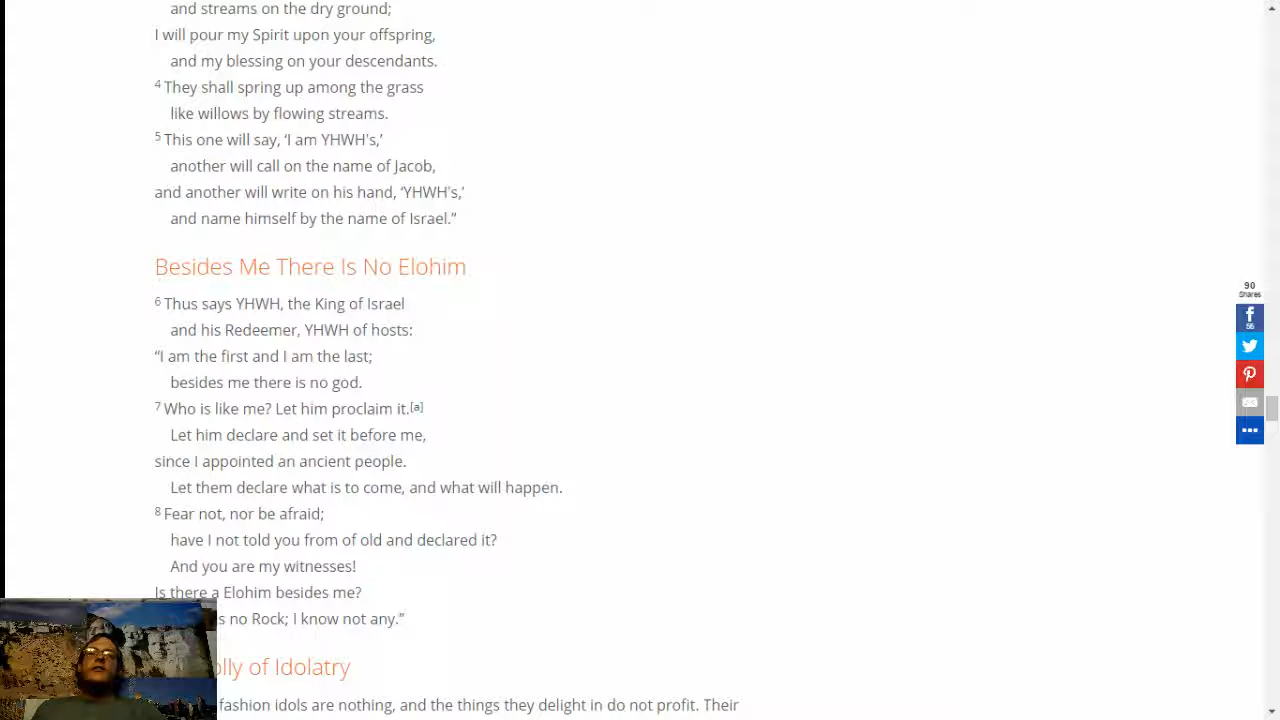 and streams on the dry ground;
I will pour my Spirit upon your offspring,
and my blessing on your descendants.
4 They shall spring up among the grass
like willows by flowing streams.
5 This one will say, ‘I am YHWH's,’
another will call on the name of Jacob,
and another will write on his hand, ‘YHWH's,’
and name himself by the name of Israel.”
Besides Me There Is No Elohim
6 Thus says YHWH, the King of Israel
and his Redeemer, YHWH of hosts:
“I am the first and I am the last;
besides me there is no god.
7 Who is like me? Let him proclaim it.[a]
Let him declare and set it before me,
since I appointed an ancient people.
Let them declare what is to come, and what will happen.
8 Fear not, nor be afraid;
have I not told you from of old and declared it?
And you are my witnesses!
Is there a Elohim besides me?
s no Rock; I know not any.”
olly of Idolatry
fashion idols are nothing, and the things they delight in do not profit. Their
90
Shares
56